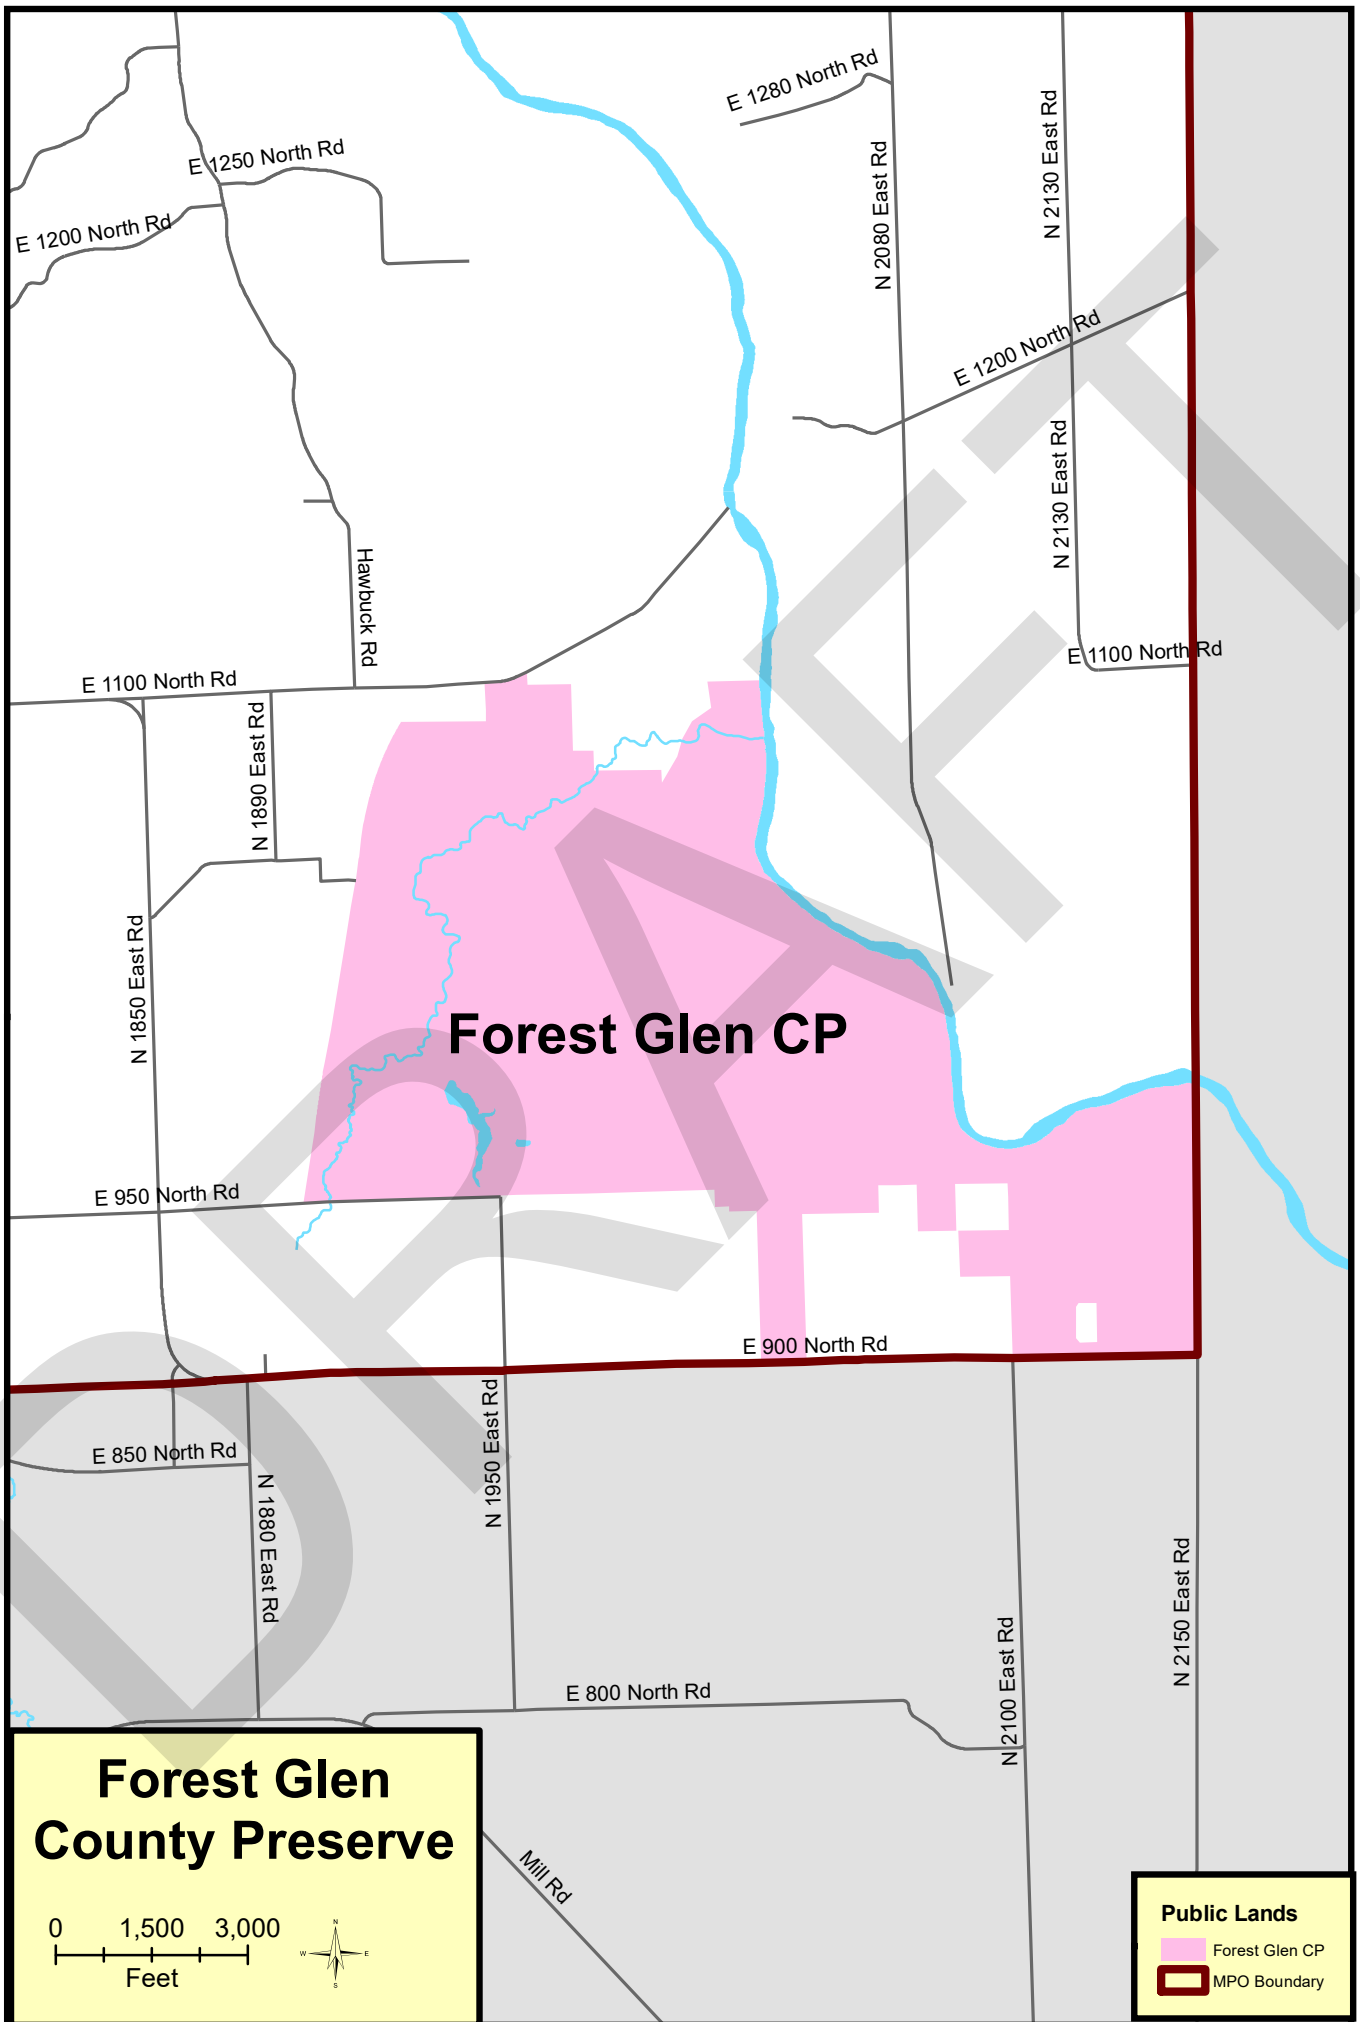 E 1280 North Rd
E 1250 North Rd
E 1200 North Rd
N 2080 East Rd
N 2130 East Rd
E 1200 North Rd
N 2130 East Rd
Hawbuck Rd
E 1100 North Rd
E 1100 North Rd
N 1890 East Rd
N 1850 East Rd
Forest Glen CP
E 950 North Rd
E 900 North Rd
N 1950 East Rd
E 850 North Rd
N 1880 East Rd
N 2150 East Rd
N 2100 East Rd
E 800 North Rd
Mill Rd
DRAFT
Forest Glen
County Preserve
0 1,500 3,000
Feet
N
W E
S
Public Lands
Forest Glen CP
MPO Boundary